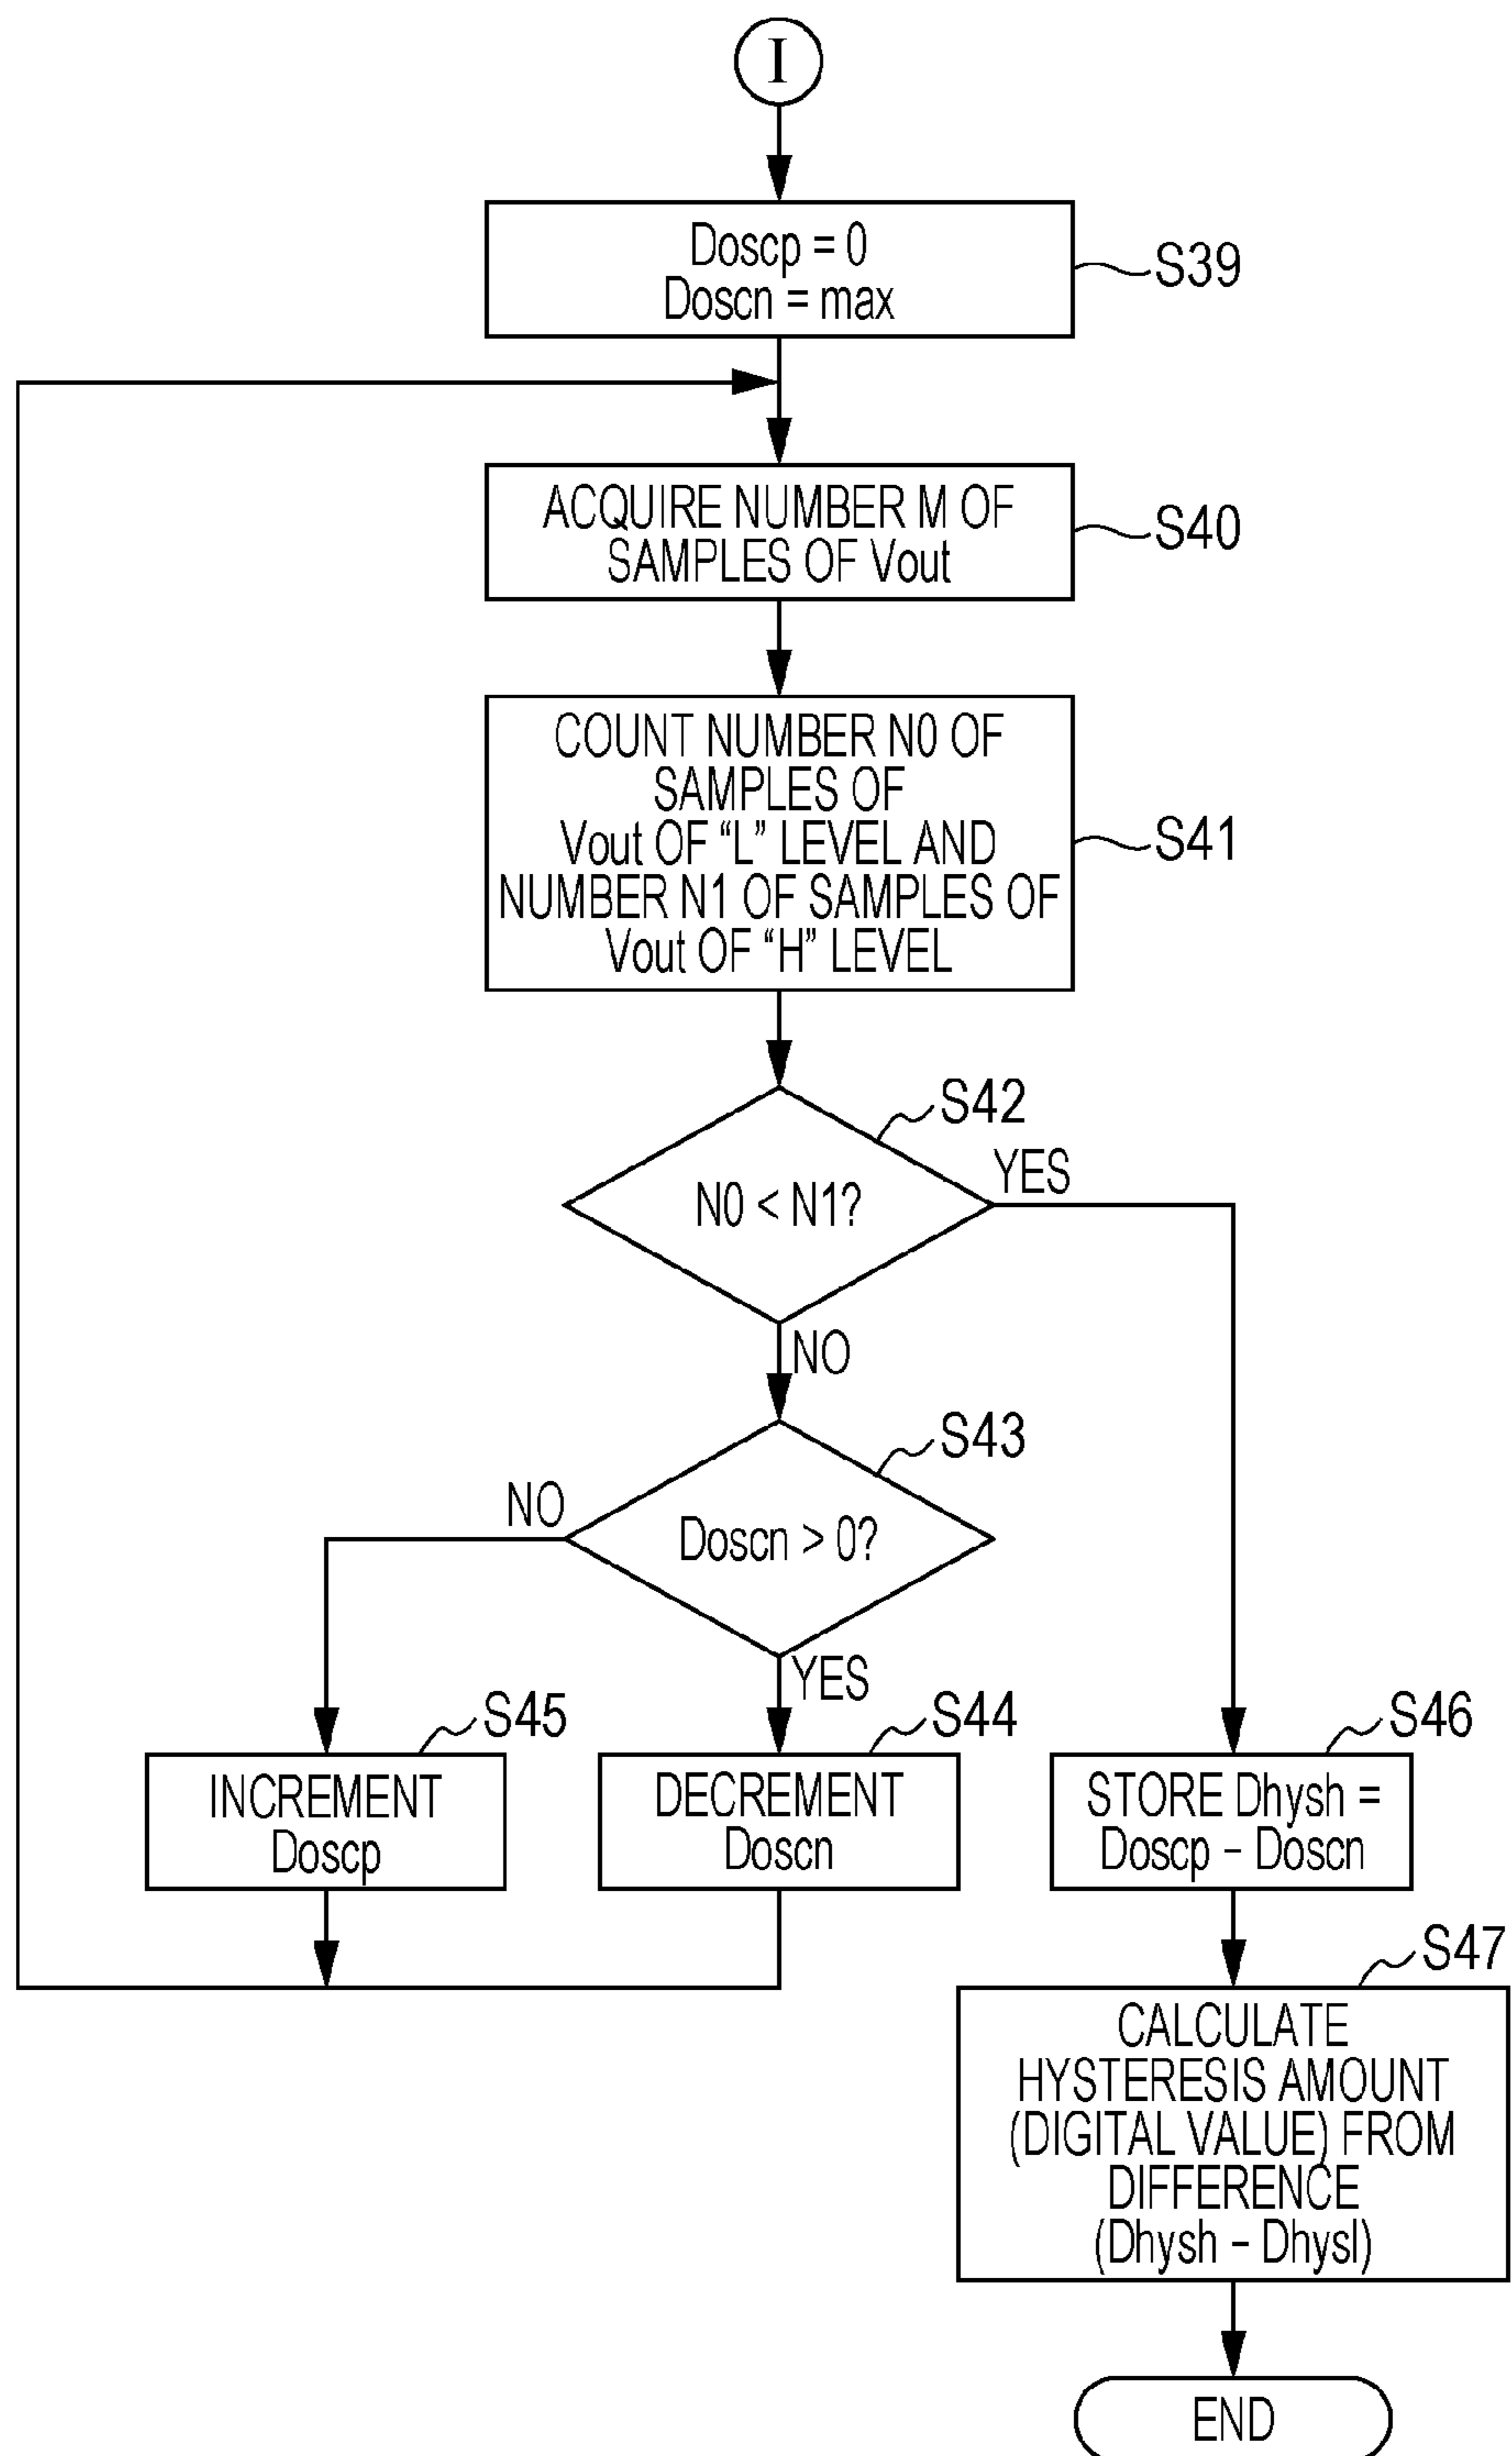 I
Doscp = 0
Doscn = max
S39
ACQUIRE NUMBER M OF
SAMPLES OF Vout
S40
COUNT NUMBER N0 OF
SAMPLES OF
Vout OF “L” LEVEL AND
NUMBER N1 OF SAMPLES OF
Vout OF “H” LEVEL
S41
S42
N0 < N1?
YES
NO
S43
Doscn > 0?
NO
YES
S45
INCREMENT
Doscp
S44
DECREMENT
Doscn
S46
STORE Dhysh =
Doscp − Doscn
S47
CALCULATE
HYSTERESIS AMOUNT
(DIGITAL VALUE) FROM
DIFFERENCE
(Dhysh − Dhysl)
END